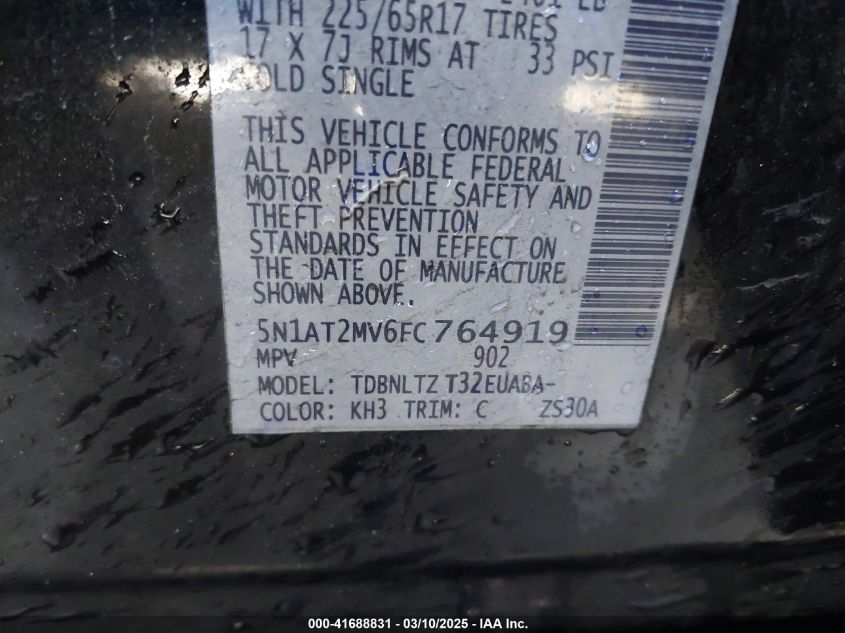 WITH 225/65R17 TIRES
17 X 7J RIMS AT 33 PSI
COLD SINGLE
THIS VEHICLE CONFORMS TO
ALL APPLICABLE FEDERAL
MOTOR VEHICLE SAFETY AND
THEFT PREVENTION
STANDARDS IN EFFECT ON
THE DATE OF MANUFACTURE
SHOWN ABOVE.
5N1AT2MV6FC764919
MPV 902
MODEL: TDBNLTZ T32EUABA-
COLOR: KH3 TRIM: C ZS30A
000-41688831 - 03/10/2025 - IAA Inc.